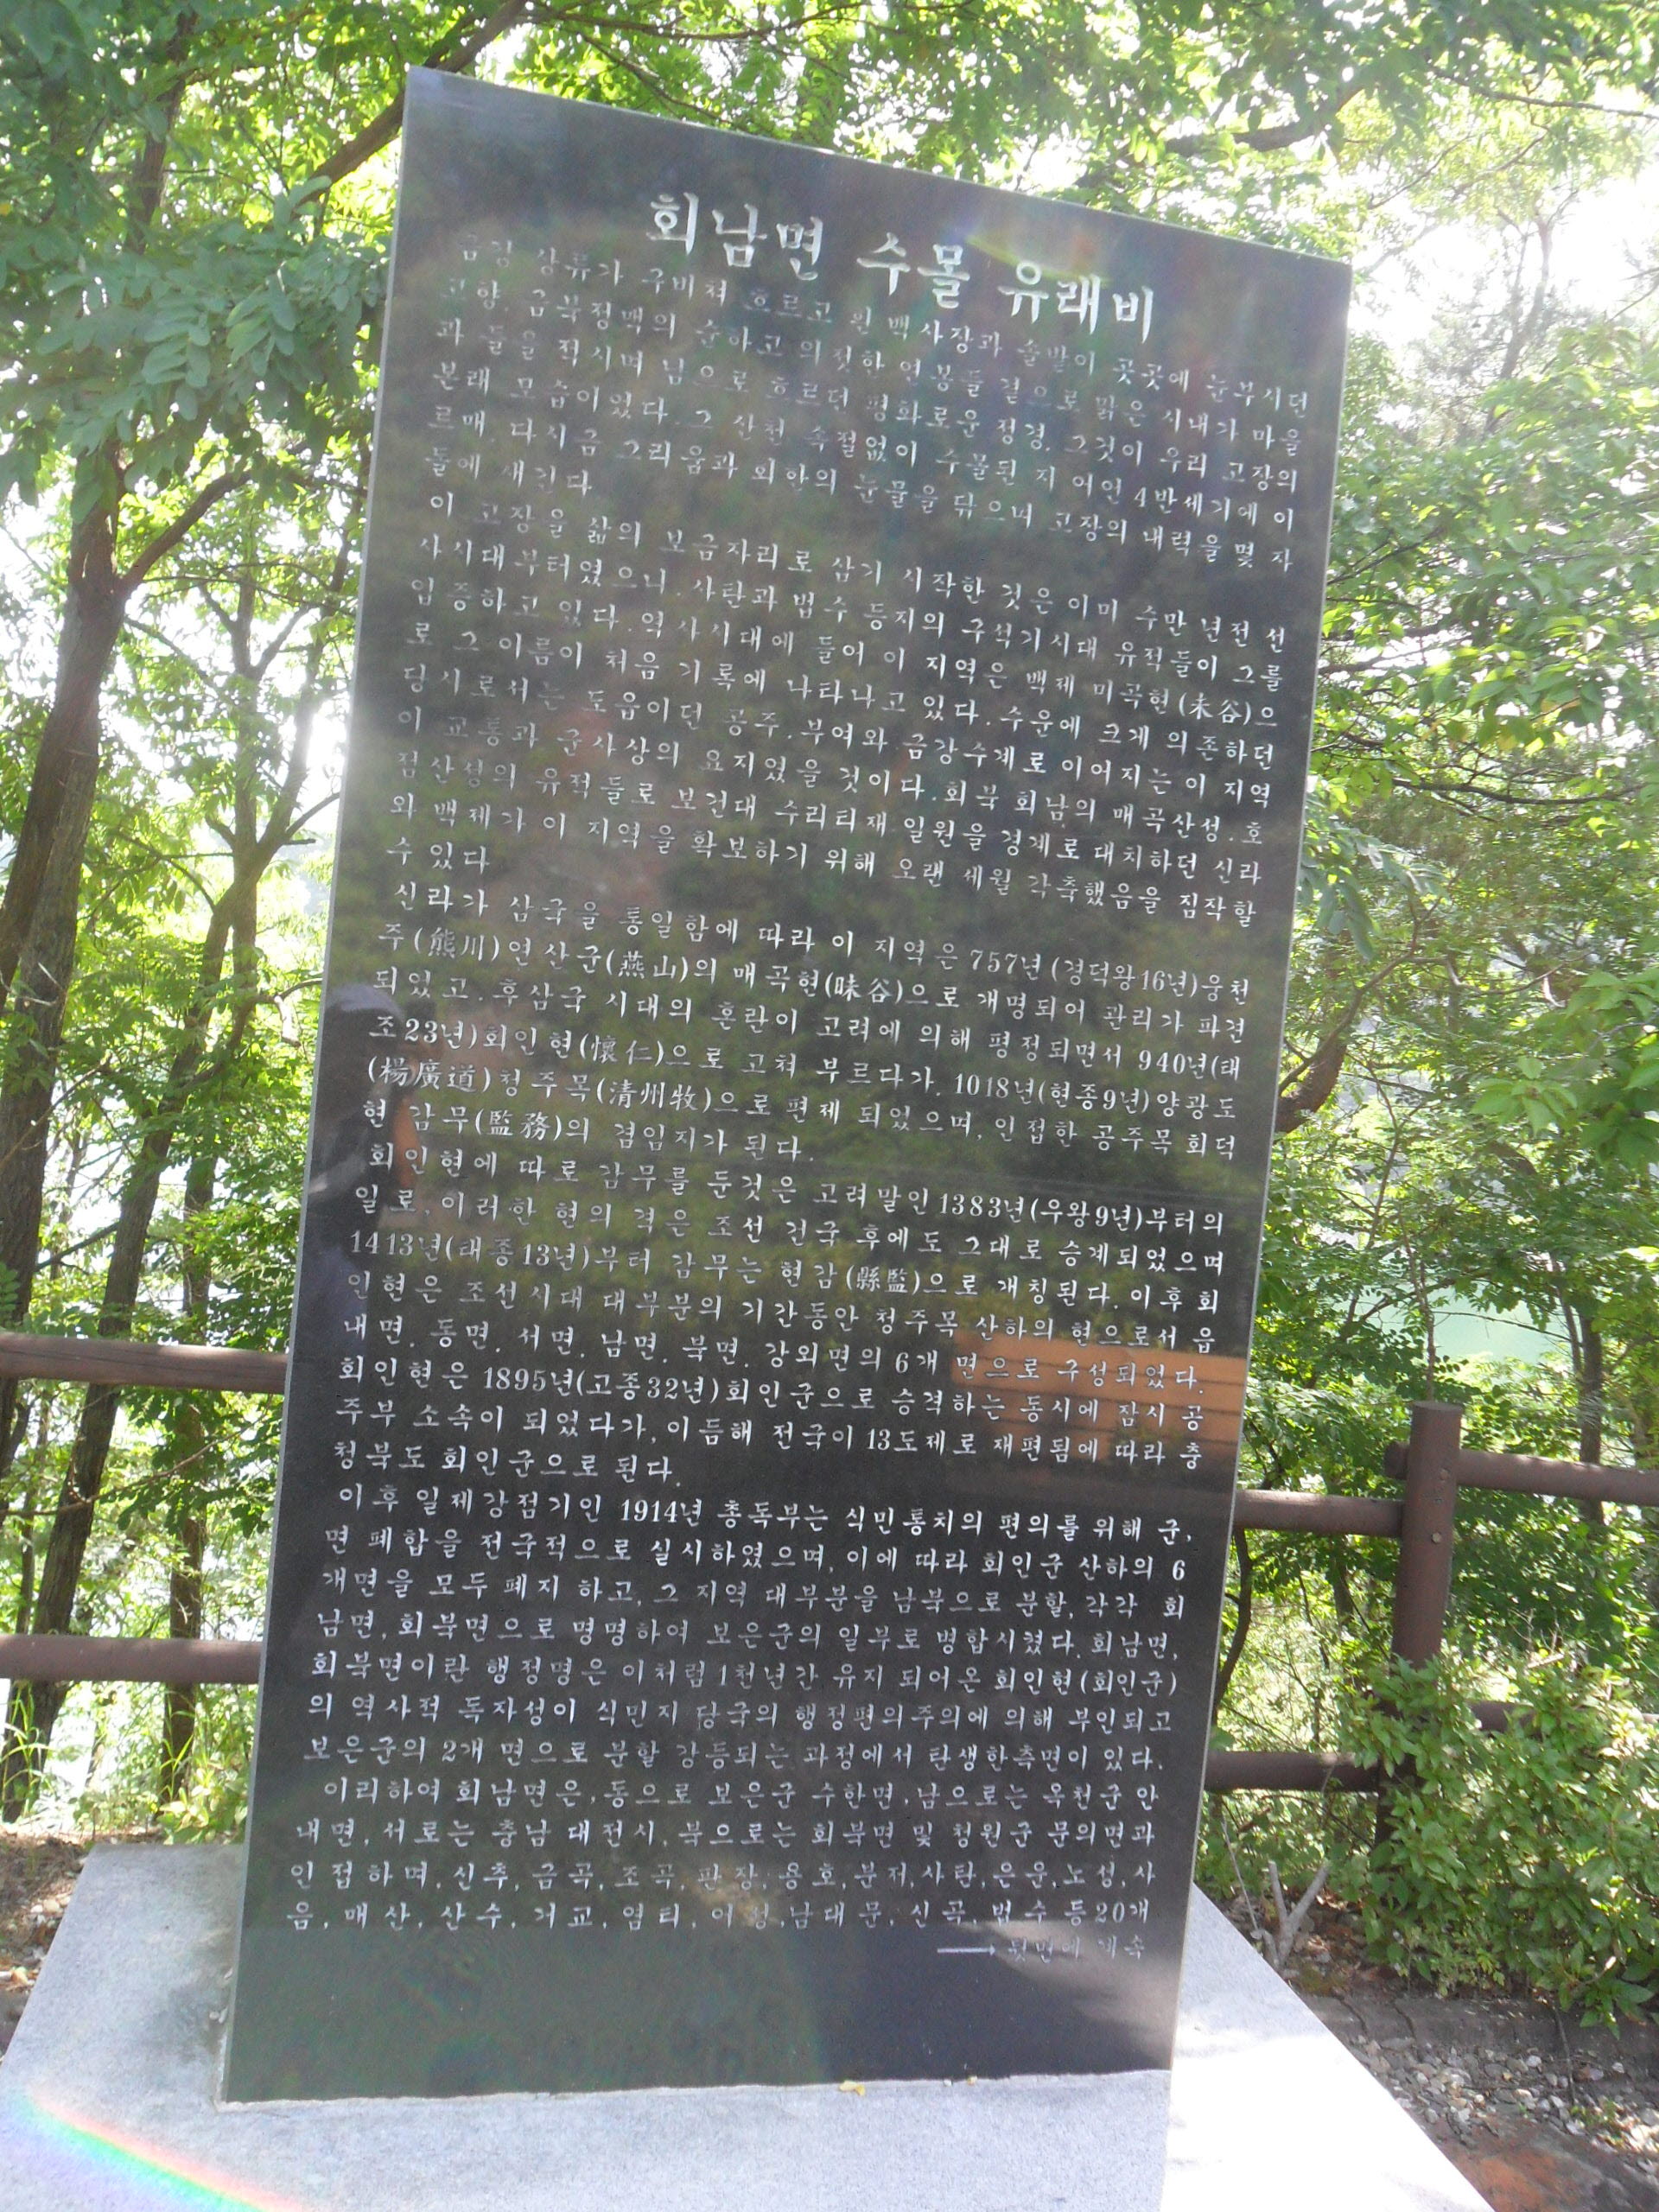 회남면 수몰 유래비
금강 상류가 구비쳐 흐르고 흰 백사장과 솔밭이 곳곳에 눈부시던
고향. 금북정맥의 순하고 의젓한 연봉들 곁으로 맑은 시내가 마을
과 들을 적시며 남으로 흐르던 평화로운 정경. 그것이 우리 고장의
본래 모습이었다. 그 산천 속절없이 수몰된 지 어언 4반세기에 이
르매. 다시금 그리움과 회한의 눈물을 닦으며 고장의 내력을 몇 자
돌에 새긴다
이 고장을 삶의 보금자리로 삼기 시작한 것은 이미 수만 년전 선
사시대부터였으니. 사탄과 법수 등지의 구석기시대 유적들이 그를
입증하고 있다. 역사시대에 들어 이 지역은 백제 미곡현(未谷)으
로 그 이름이 처음 기록에 나타나고 있다. 수운에 크게 의존하던
당시로서는 도읍이던 공주. 부여와 금강수계로 이어지는 이 지역
이 교통과 군사상의 요지였을 것이다. 회북 회남의 매곡산성. 호
점산성의 유적들로 보건대 수리티재 일원을 경계로 대치하던 신라
와 백제가 이 지역을 확보하기 위해 오랜 세월 각축했음을 짐작할
수 있다
신라가 삼국을 통일함에 따라 이 지역은 757년(경덕왕16년)웅천
주(熊川)연산군(燕山)의 매곡현(昧谷)으로 개명되어 관리가 파견
되었고. 후삼국 시대의 혼란이 고려에 의해 평정되면서 940년(태
조23년)회인현(懷仁)으로 고쳐 부르다가. 1018년(현종9년)양광도
(楊廣道)청주목(清州牧)으로 편제 되었으며, 인접한 공주목 회덕
현 감무(監務)의 겸임지가 된다.
회인현에 따로 감무를 둔것은 고려말인 1383년(우왕9년)부터의
일로, 이러한 현의 격은 조선 건국 후에도 그대로 승계되었으며
1413년(태종13년)부터 감무는 현감(縣監)으로 개칭된다. 이후 회
인현은 조선시대 대부분의 기간동안 청주목 산하의 현으로서 읍
내면, 동면, 서면, 남면, 북면, 강외면의 6개 면으로 구성되었다.
회인현은 1895년(고종32년)회인군으로 승격하는 동시에 잠시 공
주부 소속이 되었다가, 이듬해 전국이 13도제로 재편됨에 따라 충
청북도 회인군으로 된다.
이후 일제강점기인 1914년 총독부는 식민통치의 편의를 위해 군,
면 폐합을 전국적으로 실시하였으며, 이에 따라 회인군 산하의 6
개면을 모두 폐지 하고, 그 지역 대부분을 남북으로 분할, 각각 회
남면, 회북면으로 명명하여 보은군의 일부로 병합시켰다. 회남면,
회북면이란 행정명은 이처럼 1천년간 유지 되어온 회인현(회인군)
의 역사적 독자성이 식민지 당국의 행정편의주의에 의해 부인되고
보은군의 2개 면으로 분할 강등되는 과정에서 탄생한측면이 있다.
이리하여 회남면은, 동으로 보은군 수한면, 남으로는 옥천군 안
내면, 서로는 충남 대전시, 북으로는 회북면 및 청원군 문의면과
인접하며, 신추, 금곡, 조곡, 판장, 용호, 분저, 사탄, 은운, 노성, 사
음, 매산, 산수, 거교, 염티, 어성, 남대문, 신곡, 법수 등20개
→ 뒷면에 계속